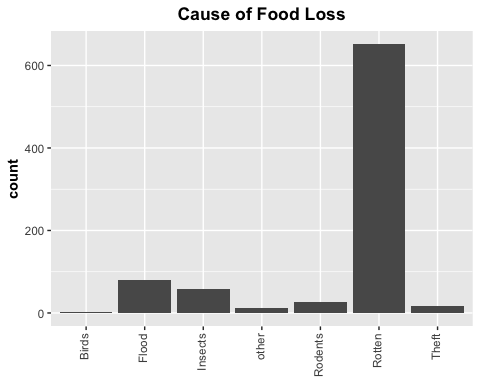 Cause of Food Loss
count
600
400
200
0
Birds
Flood
Insects
other
Rodents
Rotten
Theft